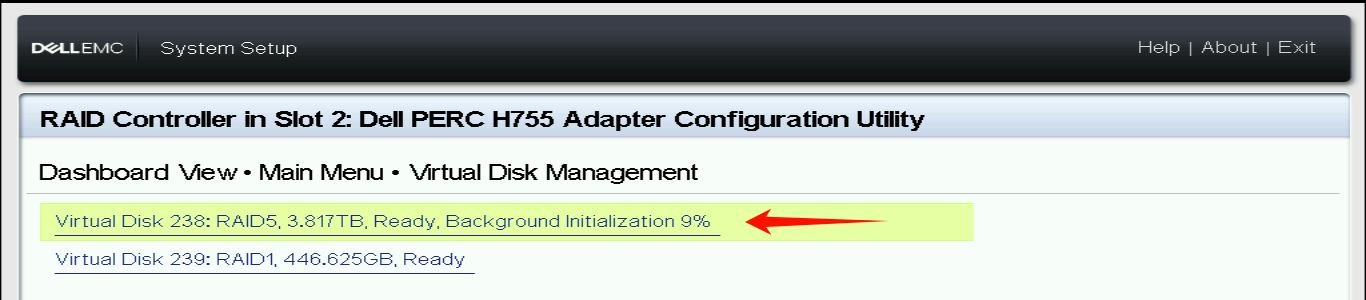 DELLEMC System Setup Help | About | Exit
RAID Controller in Slot 2: Dell PERC H755 Adapter Configuration Utility
Dashboard View • Main Menu • Virtual Disk Management
Virtual Disk 238: RAID5, 3.817TB, Ready, Background Initialization 9%
Virtual Disk 239: RAID1, 446.625GB, Ready